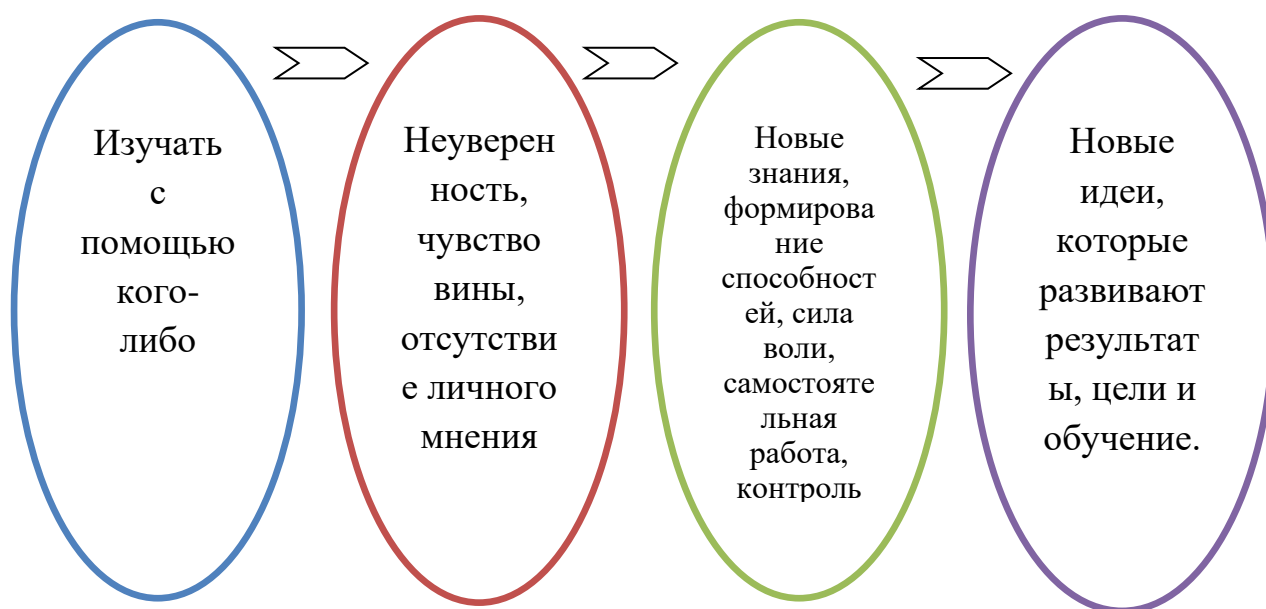 Изучать
с
помощью
кого-
либо
Неуверен
ность,
чувство
вины,
отсутстви
е личного
мнения
Новые
знания,
формирова
ние
способност
ей, сила
воли,
самостояте
льная
работа,
контроль
Новые
идеи,
которые
развивают
результат
ы, цели и
обучение.